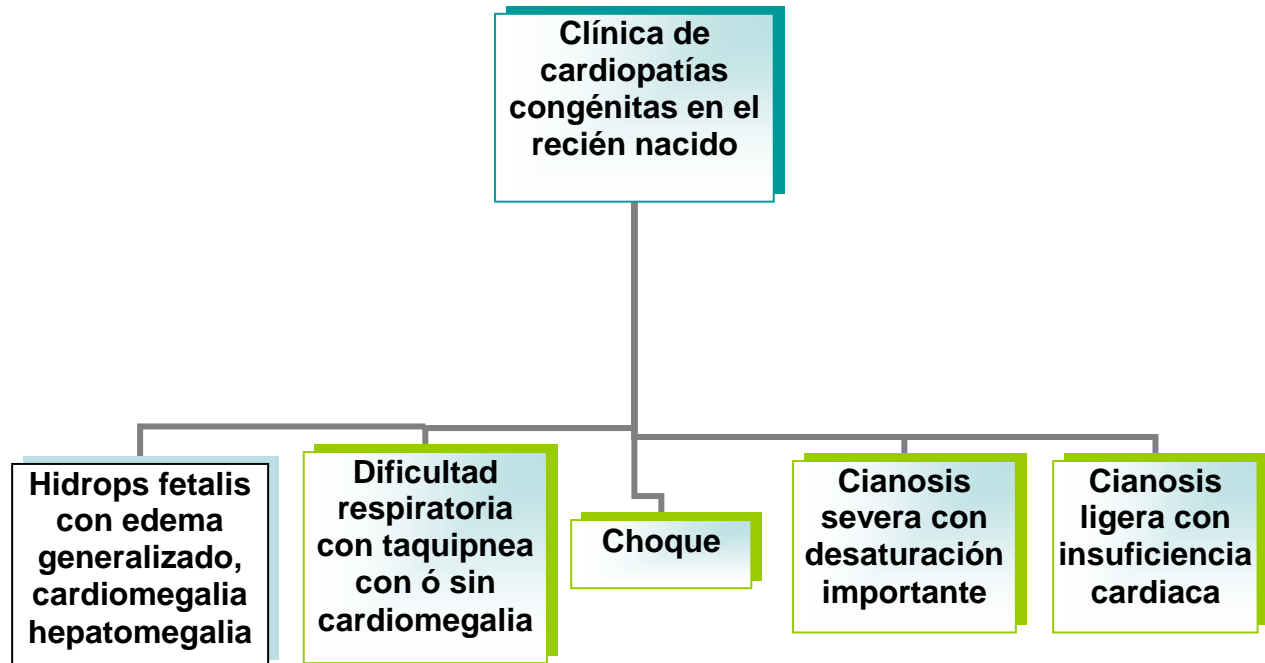 Clínica de
cardiopatías
congénitas en el
recién nacido
Hidrops fetalis
con edema
generalizado,
cardiomegalia
hepatomegalia
Dificultad
respiratoria
con taquipnea
con ó sin
cardiomegalia
Choque
Cianosis
severa con
desaturación
importante
Cianosis
ligera con
insuficiencia
cardiaca